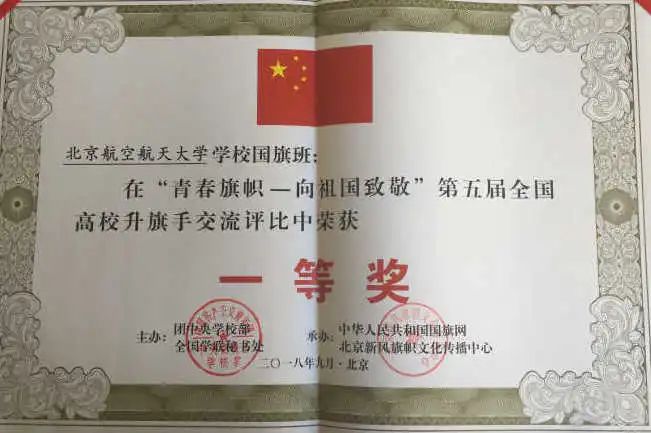 北京航空航天大学学校国旗班：
在“青春旗帜—向祖国致敬”第五届全国
高校升旗手交流评比中荣获
一等奖
主办：团中央学校部
全国学联秘书处
承办：中华人民共和国国旗网
北京新风旗帜文化传播中心
二〇一八年九月·北京